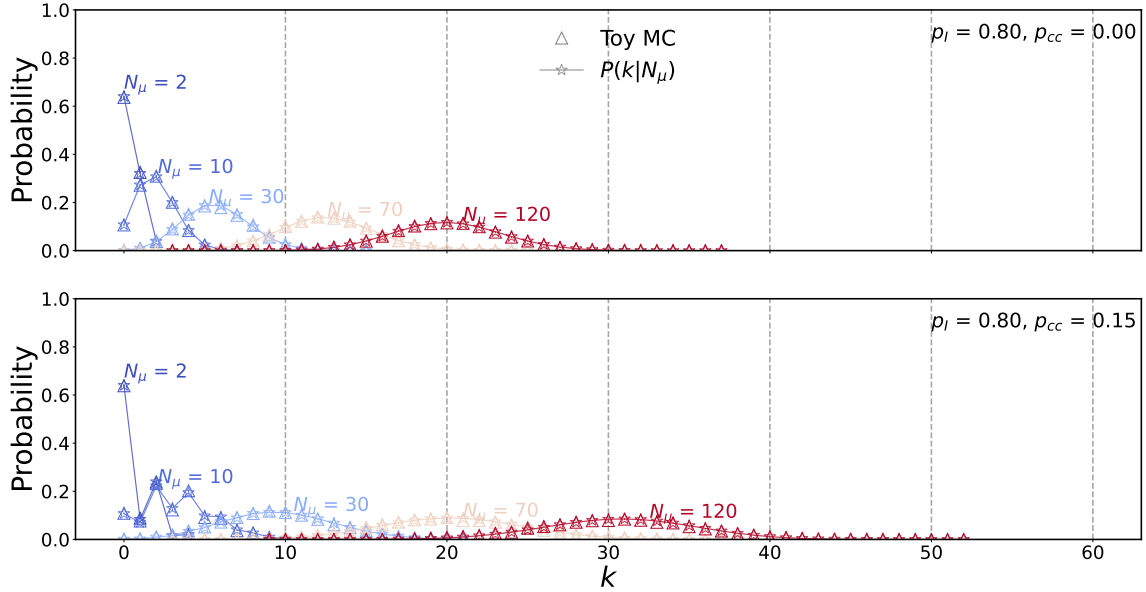 1.0
0.8
0.6
0.4
0.2
0.0
Probability
Toy MC
P(k|N_μ)
p_I = 0.80, p_cc = 0.00
N_μ = 2
N_μ = 10
N_μ = 30
N_μ = 70
N_μ = 120
1.0
0.8
0.6
0.4
0.2
0.0
Probability
p_I = 0.80, p_cc = 0.15
N_μ = 2
N_μ = 10
N_μ = 30
N_μ = 70
N_μ = 120
0 10 20 30 40 50 60
k